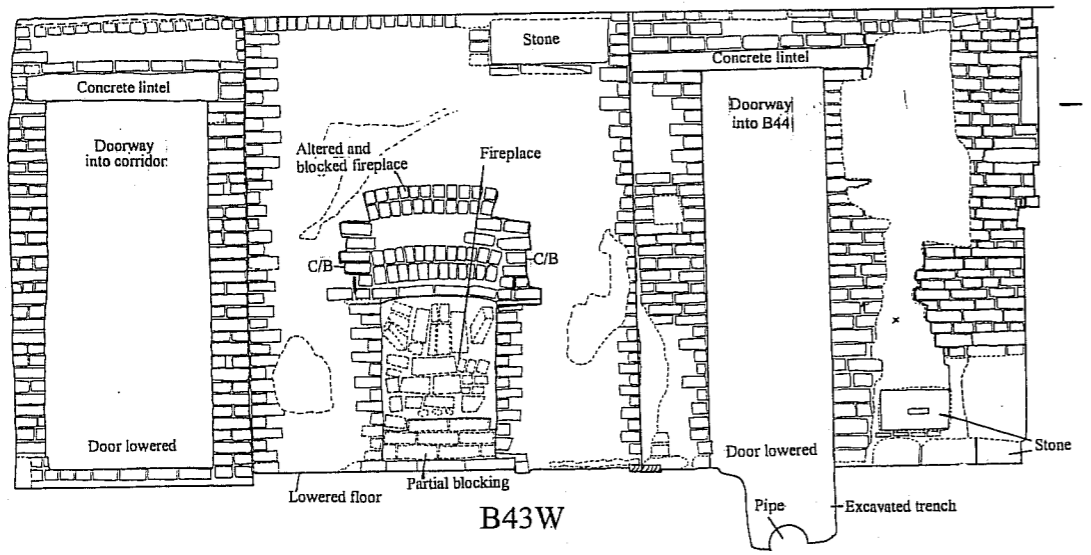 Stone
Concrete lintel
Concrete lintel
Doorway
into corridor
Doorway
into B44
Altered and
blocked fireplace
Fireplace
C/B
C/B
x
Door lowered
Door lowered
Stone
Lowered floor
Partial blocking
B43W
Pipe
Excavated trench